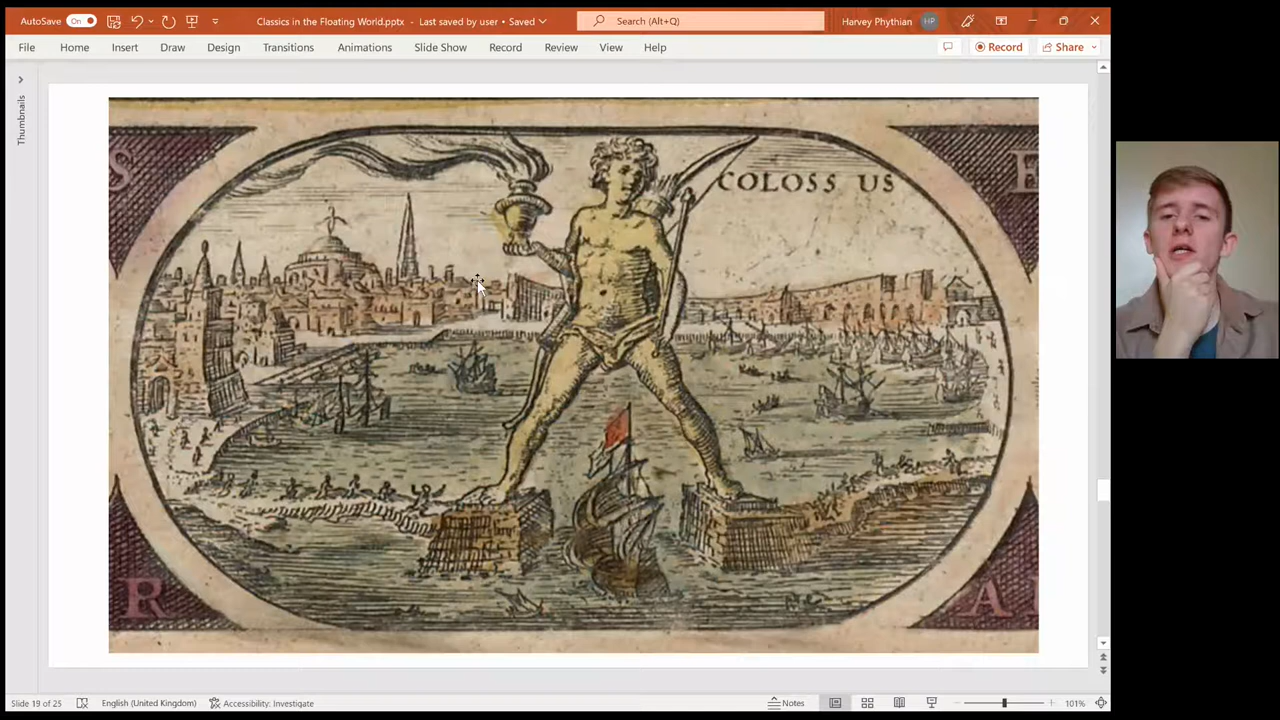 AutoSave On Classics in the Floating World.pptx - Last saved by user • Saved Search (Alt+Q) Harvey Phythian HP
File Home Insert Draw Design Slide Show Transitions Animations Record Review View Help Record Share
Thumbnails
S COLOSS US E
R A
Slide 19 of 25 English (United Kingdom) Accessibility: Investigate Notes 101%